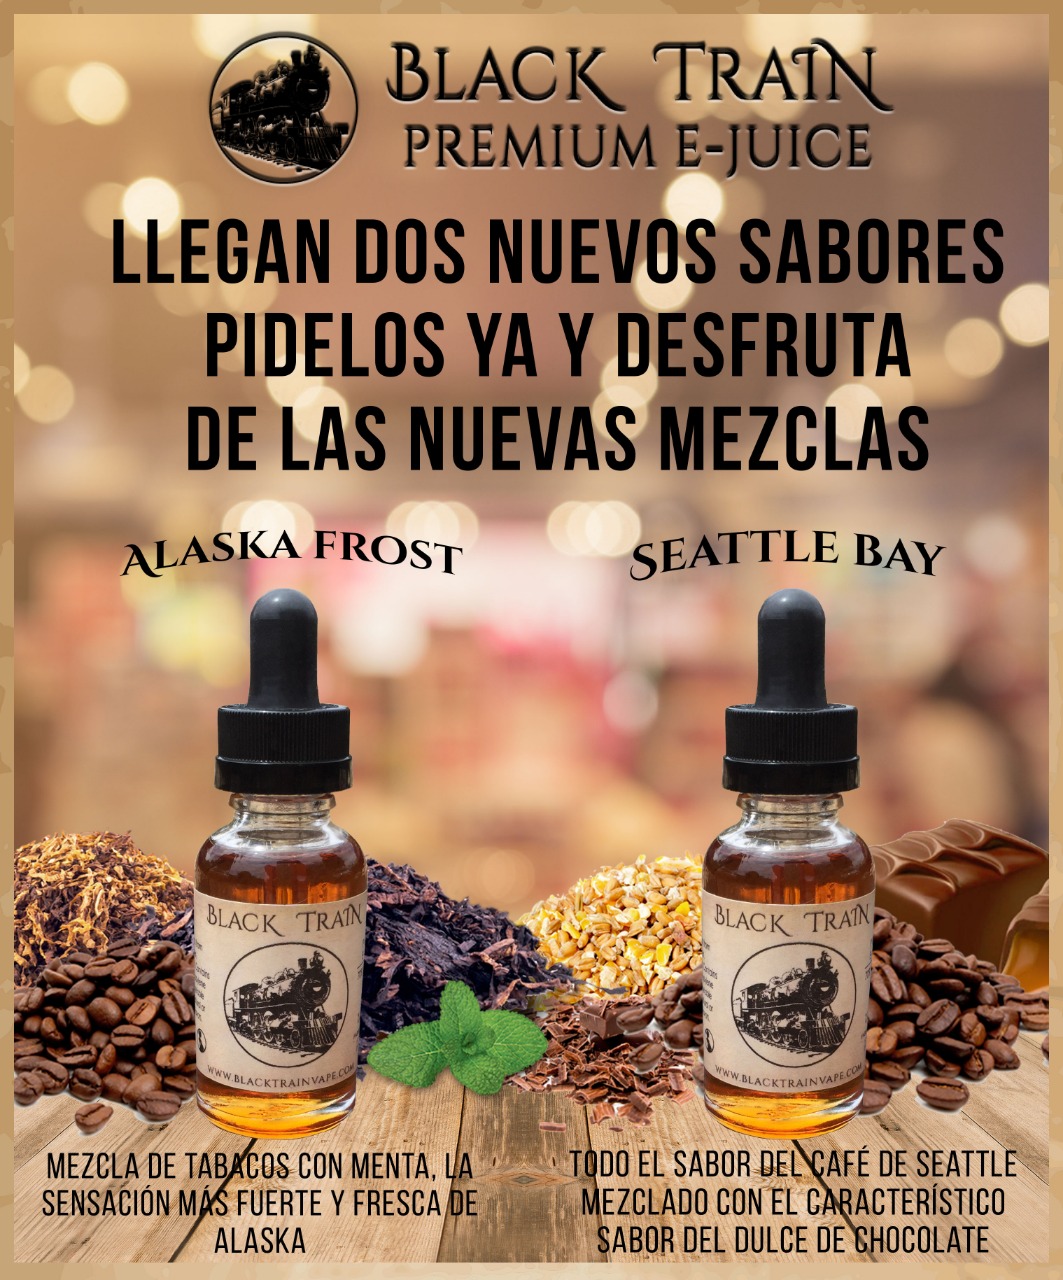 BLACK TRAIN
PREMIUM E-JUICE
LLEGAN DOS NUEVOS SABORES
PIDELOS YA Y DESFRUTA
DE LAS NUEVAS MEZCLAS
ALASKA FROST
SEATTLE BAY
BLACK TRAIN
WWW.BLACKTRAINVAPE.COM
BLACK TRAIN
WWW.BLACKTRAINVAPE.COM
MEZCLA DE TABACOS CON MENTA, LA
SENSACIÓN MÁS FUERTE Y FRESCA DE
ALASKA
TODO EL SABOR DEL CAFÉ DE SEATTLE
MEZCLADO CON EL CARACTERÍSTICO
SABOR DEL DULCE DE CHOCOLATE